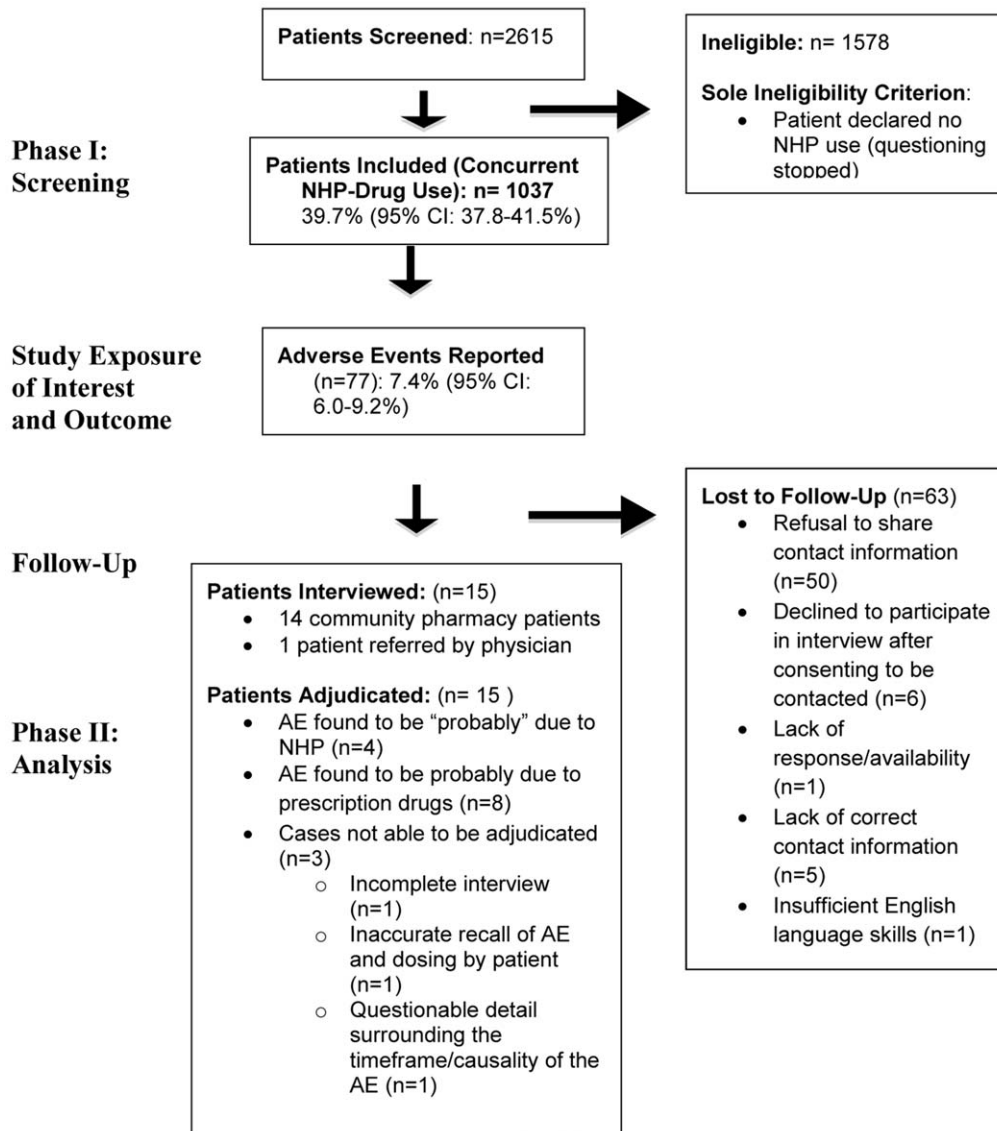 Patients Screened: n=2615
Ineligible: n= 1578
Sole Ineligibility Criterion:
• Patient declared no
NHP use (questioning
stopped)
Phase I:
Screening
Patients Included (Concurrent
NHP-Drug Use): n= 1037
39.7% (95% CI: 37.8-41.5%)
Study Exposure
of Interest
and Outcome
Adverse Events Reported
(n=77): 7.4% (95% CI:
6.0-9.2%)
Follow-Up
Lost to Follow-Up (n=63)
• Refusal to share
contact information
(n=50)
• Declined to participate
in interview after
consenting to be
contacted (n=6)
• Lack of
response/availability
(n=1)
• Lack of correct
contact information
(n=5)
• Insufficient English
language skills (n=1)
Phase II:
Analysis
Patients Interviewed: (n=15)
• 14 community pharmacy patients
• 1 patient referred by physician
Patients Adjudicated: (n= 15 )
• AE found to be “probably” due to
NHP (n=4)
• AE found to be probably due to
prescription drugs (n=8)
• Cases not able to be adjudicated
(n=3)
o Incomplete interview
(n=1)
o Inaccurate recall of AE
and dosing by patient
(n=1)
o Questionable detail
surrounding the
timeframe/causality of the
AE (n=1)